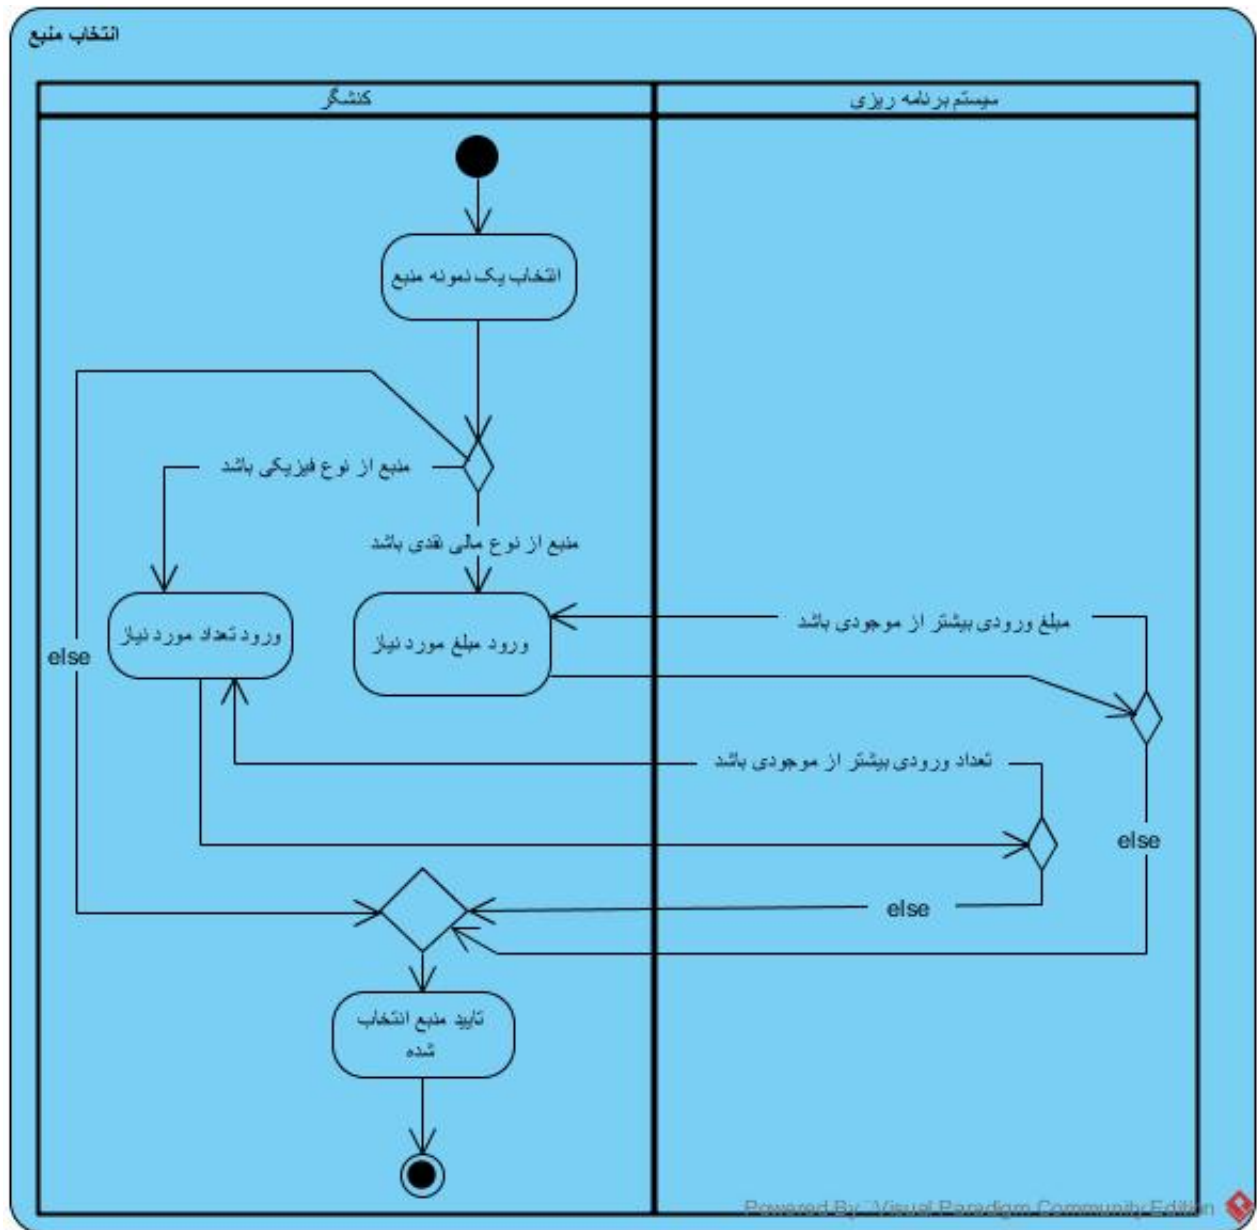 انتخاب منبع
کنشگر
سیستم برنامه ریزی
انتخاب یک نمونه منبع
منبع از نوع فیزیکی باشد
منبع از نوع مالی نقدی باشد
ورود تعداد مورد نیاز
ورود مبلغ مورد نیاز
مبلغ ورودی بیشتر از موجودی باشد
else
تعداد ورودی بیشتر از موجودی باشد
else
else
تایید منبع انتخاب
شده
Powered By Visual Paradigm Community Edition